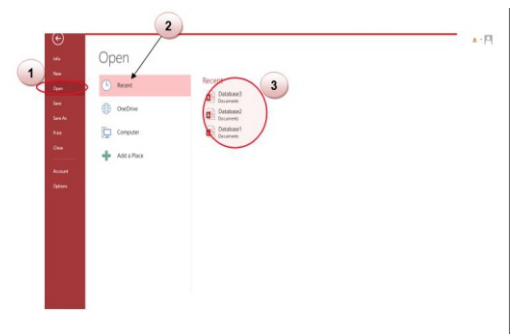 2
1
3
Info
New
Open
Save
Save As
Print
Close
Account
Options
Open
Recent
OneDrive
Computer
Add a Place
Recent
Database3
Documents
Database2
Documents
Database1
Documents